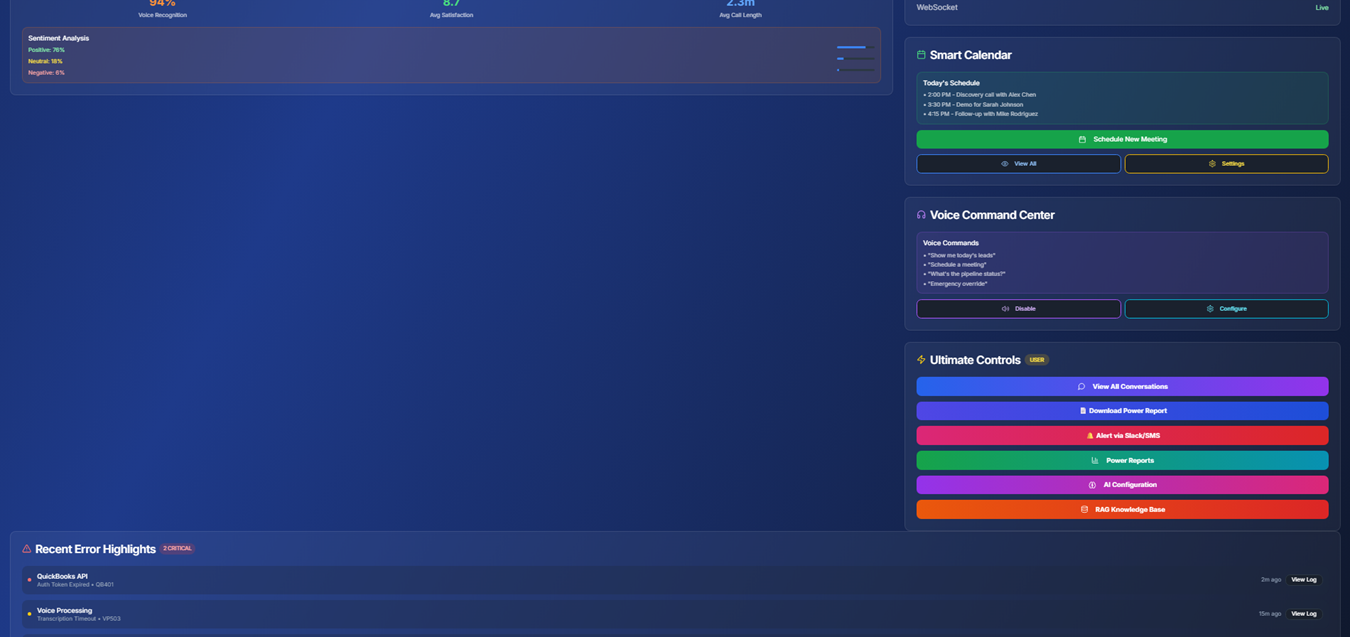 94%
8.7
2.3m
Voice Recognition
Avg Satisfaction
Avg Call Length
Sentiment Analysis
Positive: 76%
Neutral: 18%
Negative: 6%
WebSocket
Live
Smart Calendar
Today's Schedule
• 2:00 PM - Discovery call with Alex Chen
• 3:30 PM - Demo for Sarah Johnson
• 4:15 PM - Follow-up with Mike Rodriguez
Schedule New Meeting
View All
Settings
Voice Command Center
Voice Commands
• "Show me today's leads"
• "Schedule a meeting"
• "What's the pipeline status?"
• "Emergency override"
Disable
Configure
Ultimate Controls USER
View All Conversations
Download Power Report
Alert via Slack/SMS
Power Reports
AI Configuration
RAG Knowledge Base
Recent Error Highlights 2 CRITICAL
QuickBooks API
Auth Token Expired • QB401
2m ago View Log
Voice Processing
Transcription Timeout • VP503
15m ago View Log